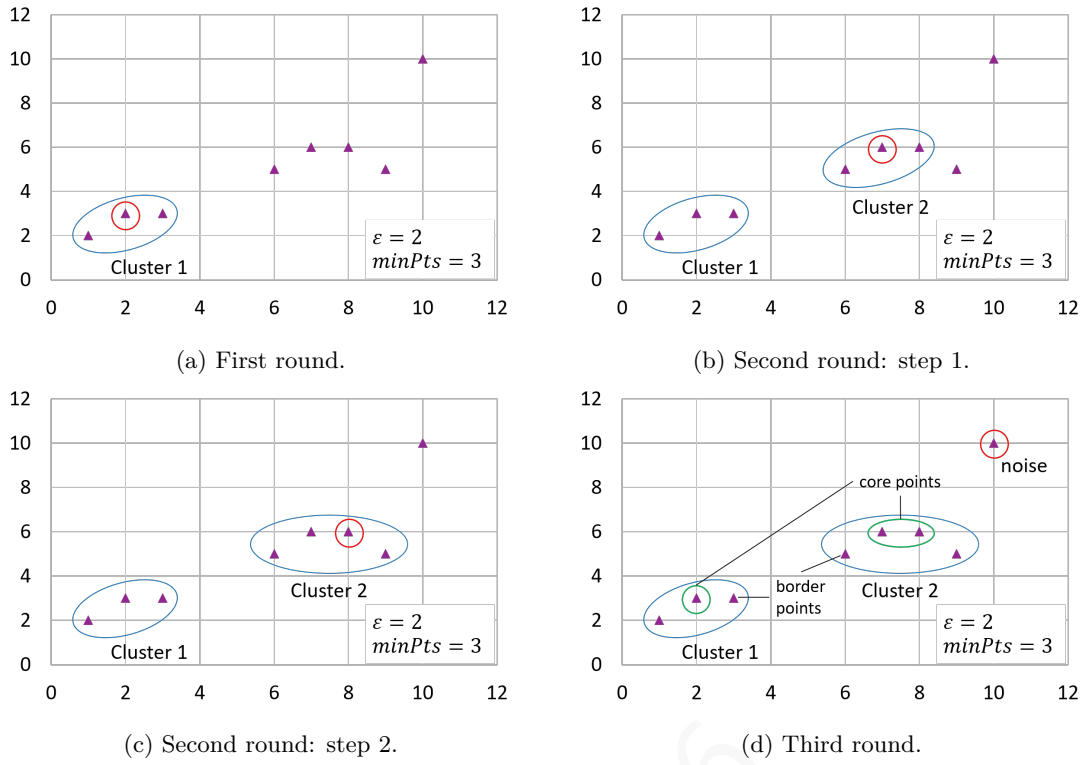 12
10
8
6
4
2
0
0 2 4 6 8 10 12
Cluster 1
ε = 2
minPts = 3
(a) First round.
12
10
8
6
4
2
0
0 2 4 6 8 10 12
Cluster 2
Cluster 1
ε = 2
minPts = 3
(b) Second round: step 1.
12
10
8
6
4
2
0
0 2 4 6 8 10 12
Cluster 2
Cluster 1
ε = 2
minPts = 3
(c) Second round: step 2.
12
10
8
6
4
2
0
0 2 4 6 8 10 12
noise
core points
border
points
Cluster 2
Cluster 1
ε = 2
minPts = 3
(d) Third round.